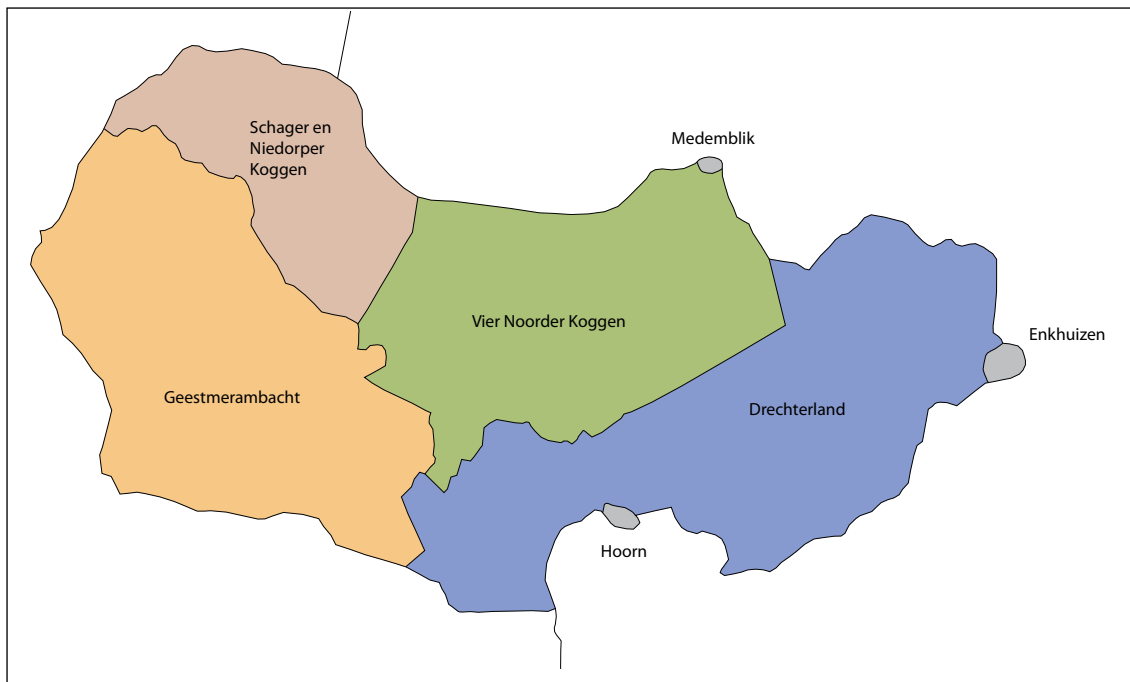 Schager en
Niedorper
Koggen
Medemblik
Vier Noorder Koggen
Enkhuizen
Geestmerambacht
Drechterland
Hoorn